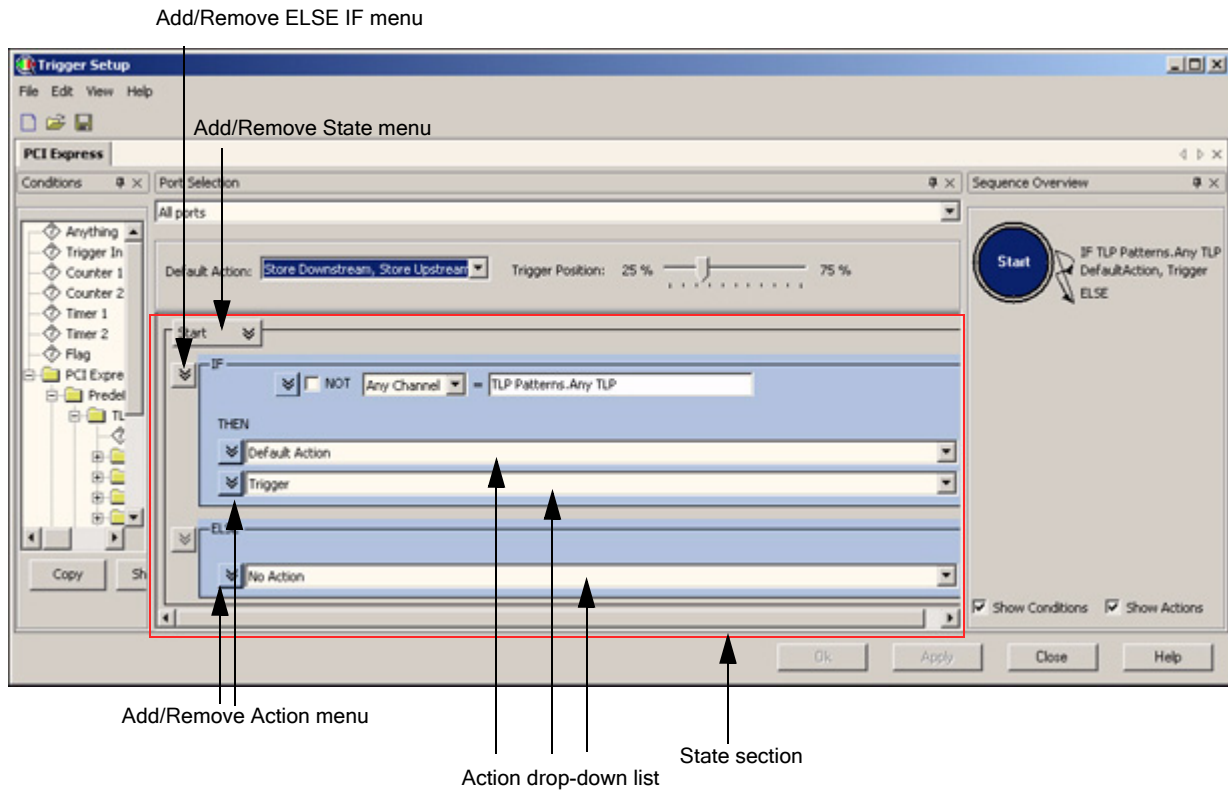 Add/Remove ELSE IF menu
Trigger Setup
File Edit View Help
Add/Remove State menu
PCI Express
Conditions
Port Selection
Sequence Overview
All ports
Anything
Trigger In
Counter 1
Counter 2
Timer 1
Timer 2
Flag
PCI Expre
Predef
TL
Default Action: Store Downstream, Store Upstream
Trigger Position: 25 % 75 %
Start
IF TLP Patterns.Any TLP
DefaultAction, Trigger
ELSE
Start
IF
NOT Any Channel = TLP Patterns.Any TLP
THEN
Default Action
Trigger
ELSE
No Action
Copy Sh
Show Conditions Show Actions
Ok Apply Close Help
Add/Remove Action menu
State section
Action drop-down list